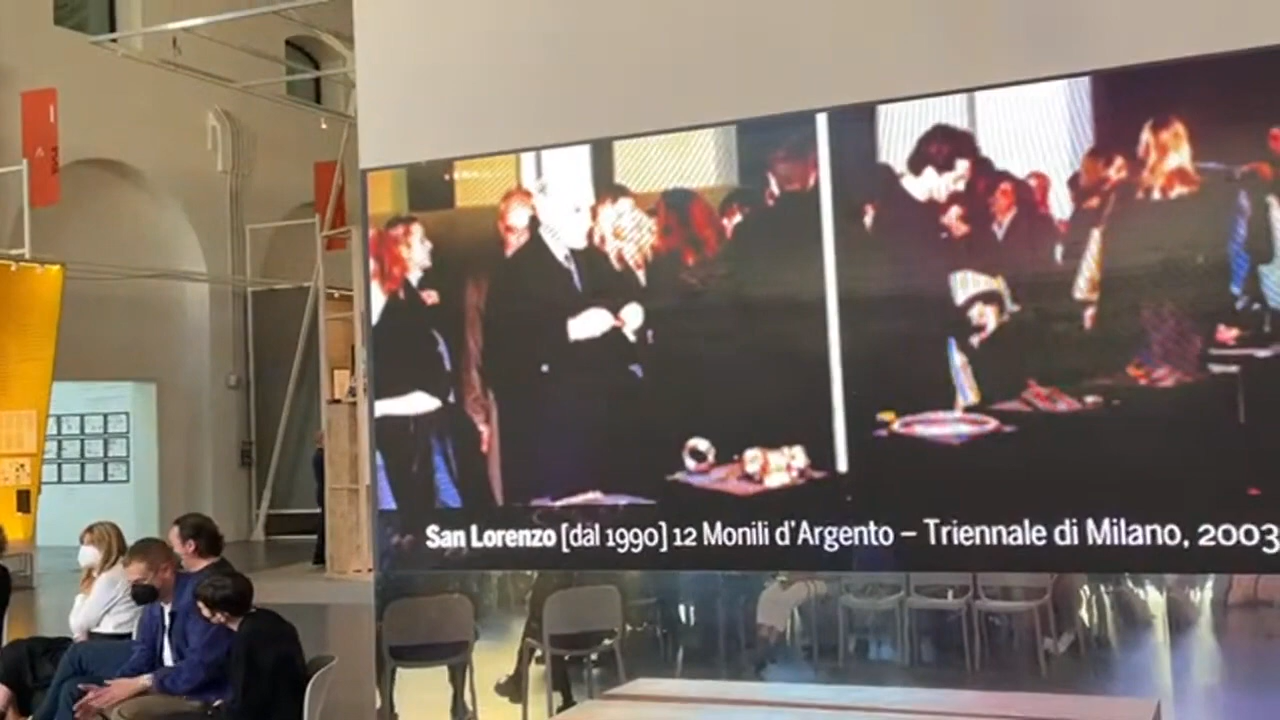 San Lorenzo [dal 1990] 12 Monili d'Argento – Triennale di Milano, 2003